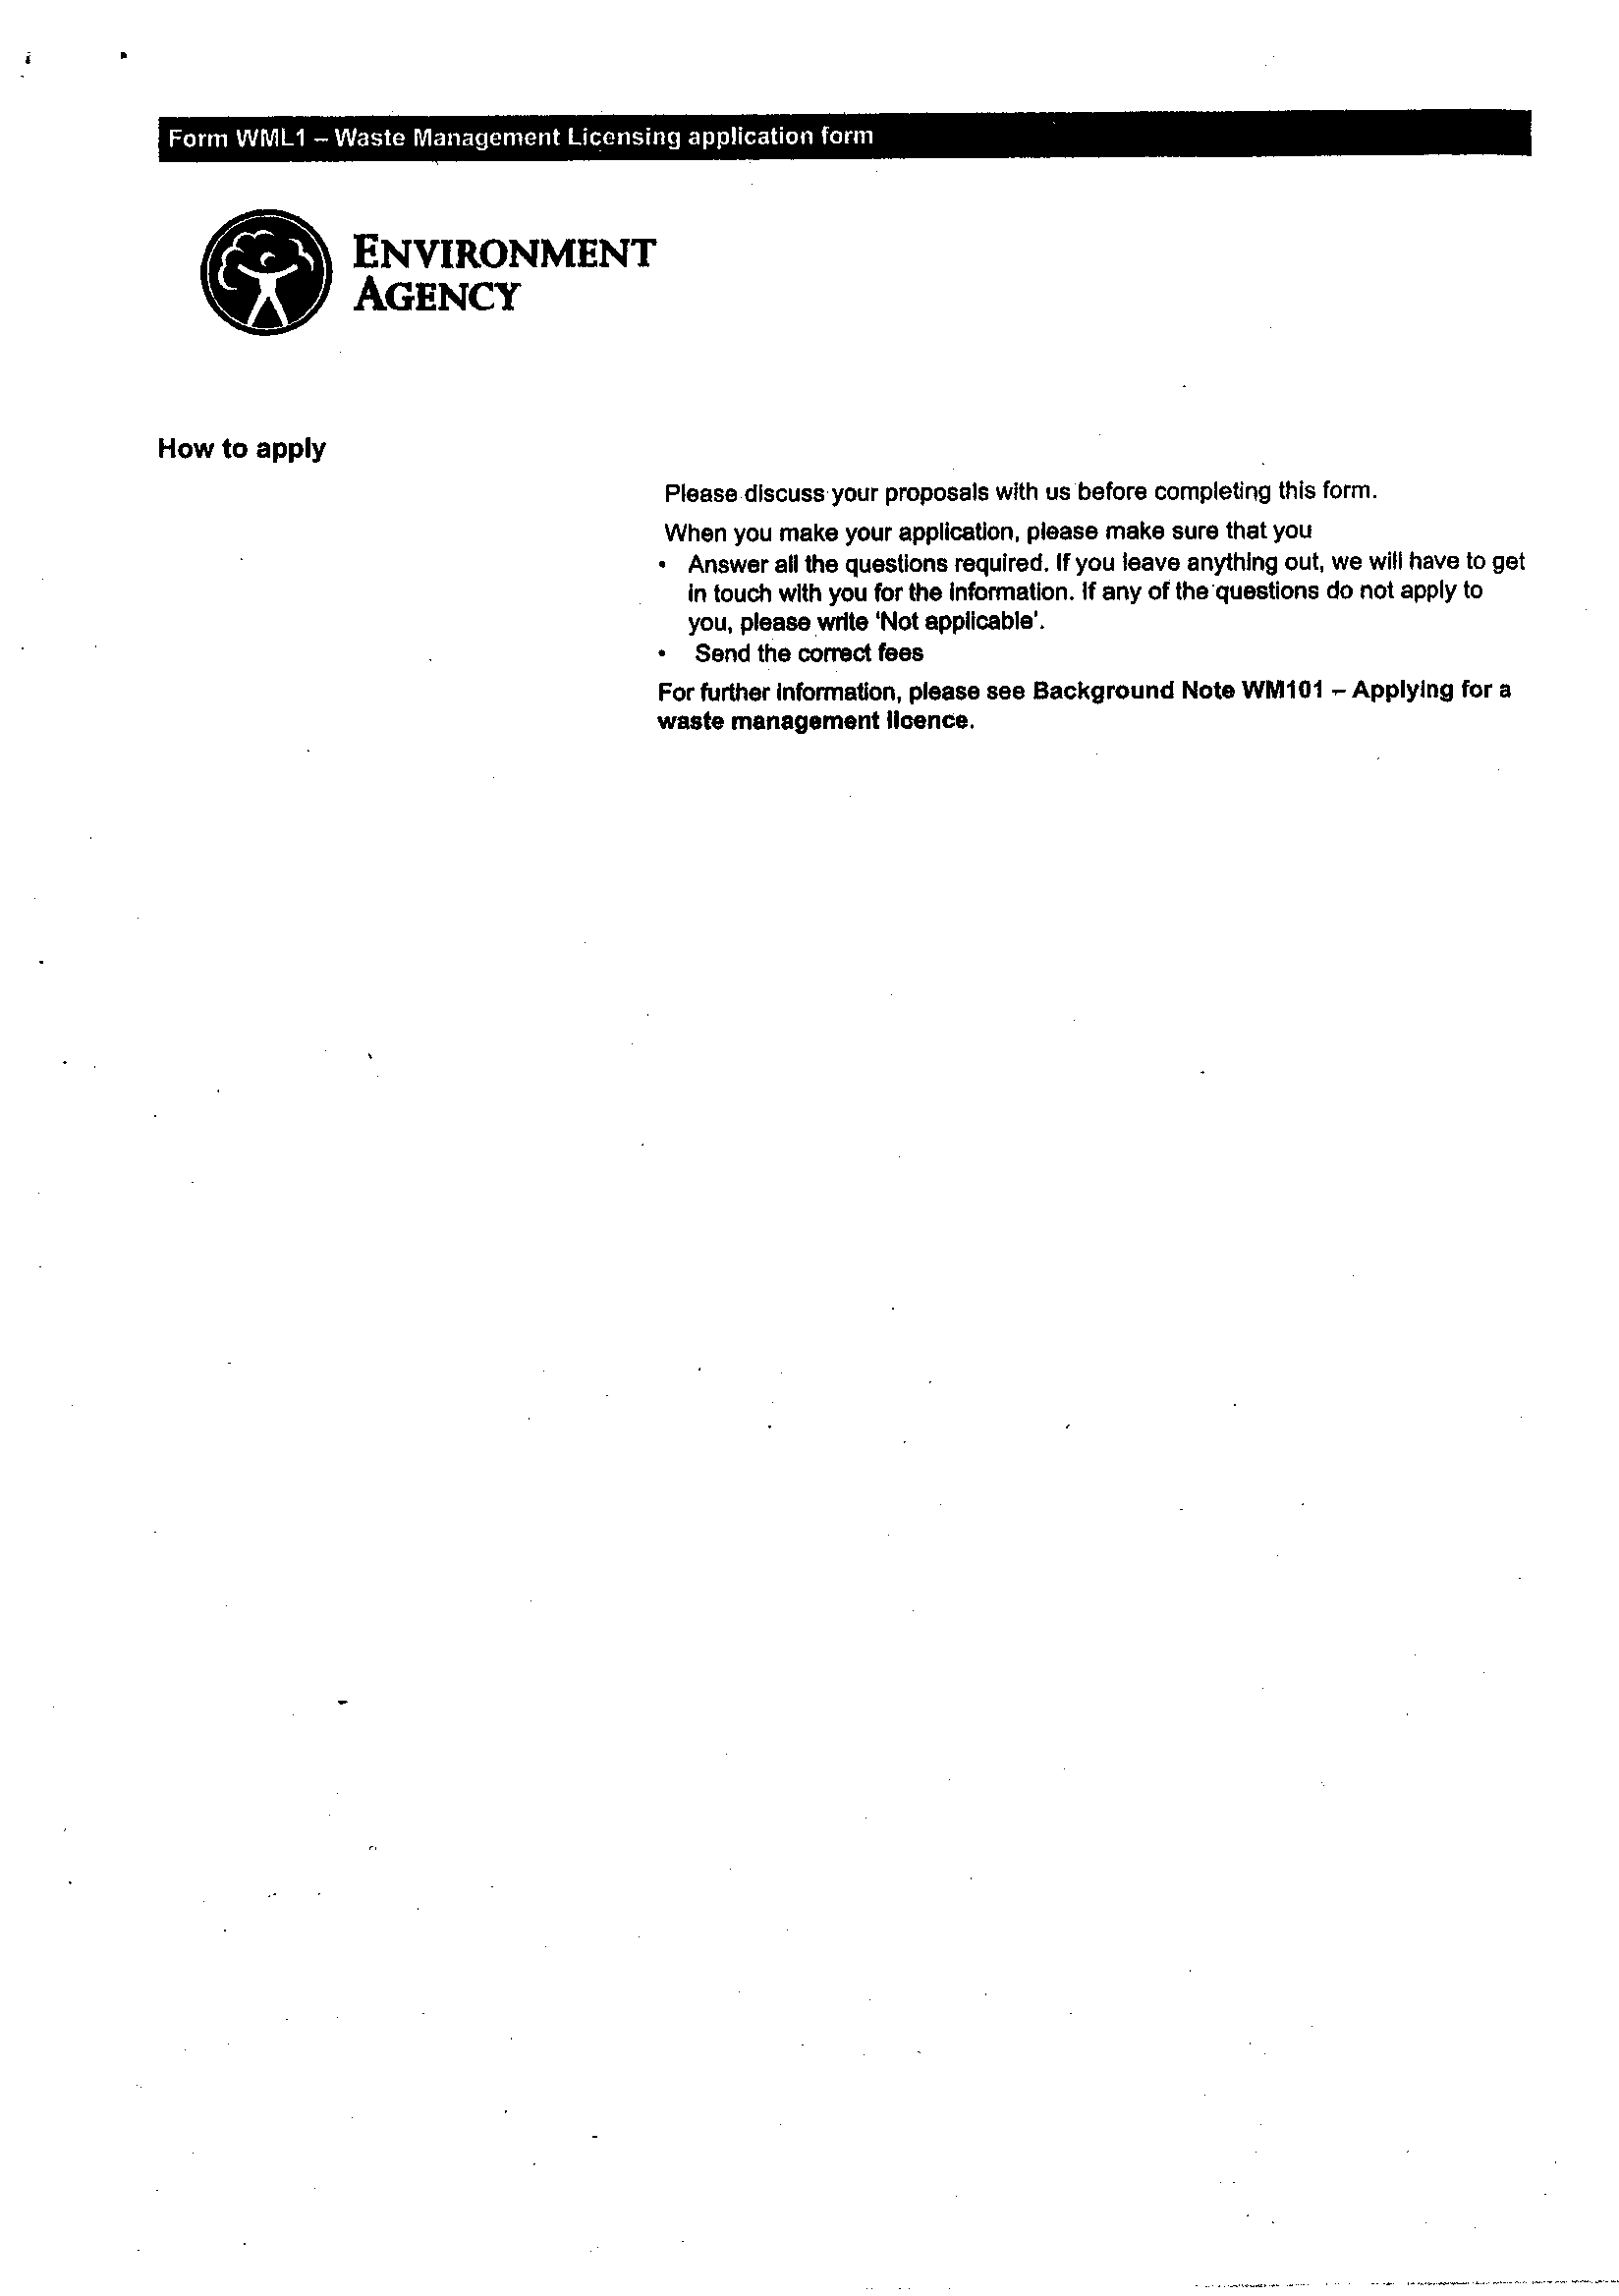 Form WML1 – Waste Management Licensing application form
ENVIRONMENT
AGENCY
How to apply
Please discuss your proposals with us before completing this form.
When you make your application, please make sure that you
• Answer all the questions required. If you leave anything out, we will have to get
in touch with you for the information. If any of the questions do not apply to
you, please write 'Not applicable'.
• Send the correct fees
For further information, please see Background Note WM101 – Applying for a
waste management licence.